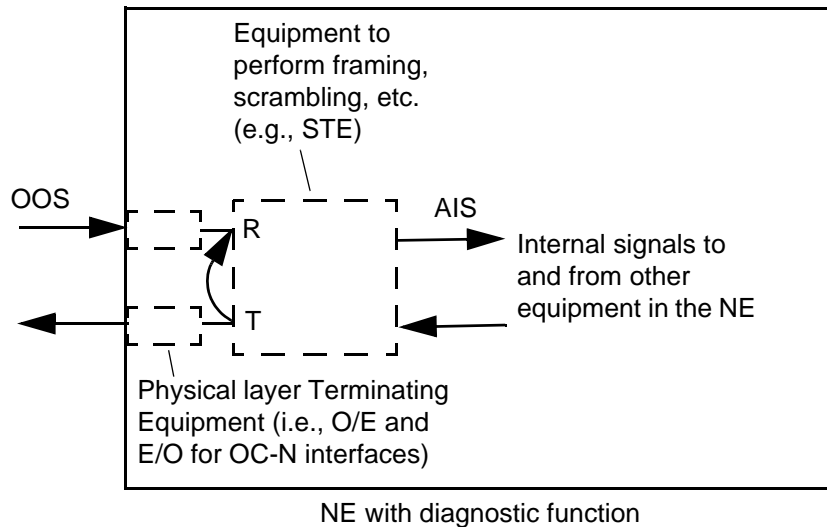 Equipment to
perform framing,
scrambling, etc.
(e.g., STE)
OOS
R
AIS
Internal signals to
and from other
equipment in the NE
T
Physical layer Terminating
Equipment (i.e., O/E and
E/O for OC-N interfaces)
NE with diagnostic function